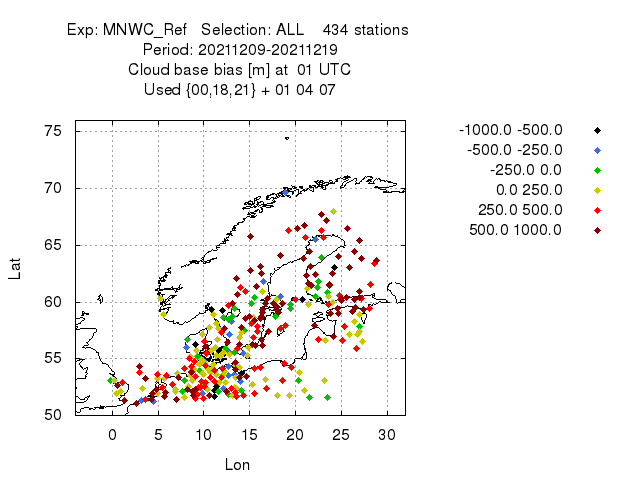 Exp: MNWC_Ref   Selection: ALL    434 stations
Period: 20211209-20211219
Cloud base bias [m] at  01 UTC
Used {00,18,21} + 01 04 07
-1000.0 -500.0
-500.0 -250.0
-250.0 0.0
0.0 250.0
250.0 500.0
500.0 1000.0
75
70
65
60
55
50
Lat
0 5 10 15 20 25 30
Lon